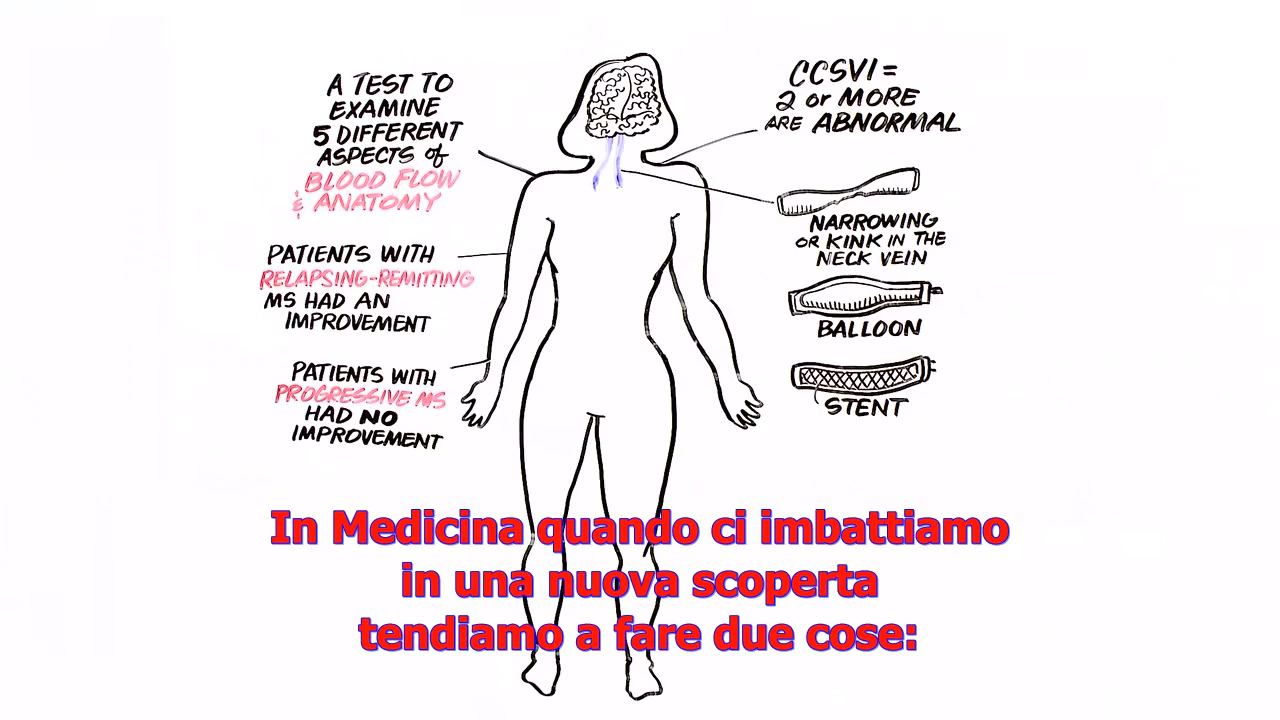 A TEST TO
EXAMINE
5 DIFFERENT
ASPECTS of
BLOOD FLOW
& ANATOMY
PATIENTS WITH
RELAPSING-REMITTING
MS HAD AN
IMPROVEMENT
PATIENTS WITH
PROGRESSIVE MS
HAD NO
IMPROVEMENT
CCSVI =
2 or MORE
ARE ABNORMAL
NARROWING
OR KINK IN THE
NECK VEIN
BALLOON
STENT
In Medicina quando ci imbattiamo
in una nuova scoperta
tendiamo a fare due cose: